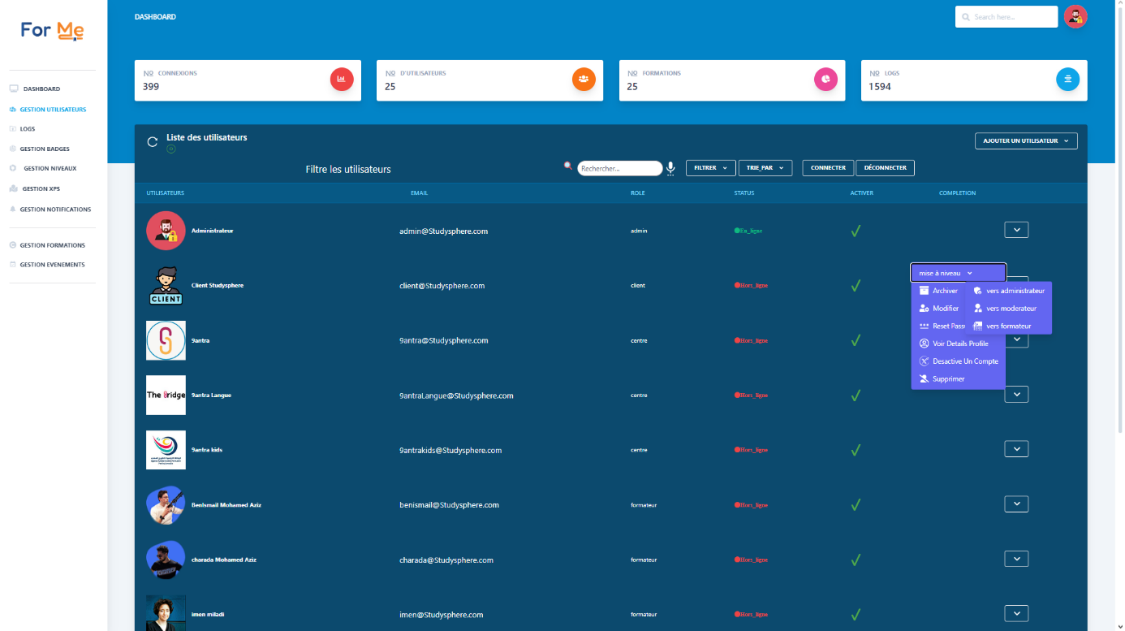 For Me
DASHBOARD
Search here...
DASHBOARD
GESTION UTILISATEURS
LOGS
GESTION BADGES
GESTION NIVEAUX
GESTION XPS
GESTION NOTIFICATIONS
GESTION FORMATIONS
GESTION EVENEMENTS
№ CONNEXIONS
399
№ D'UTILISATEURS
25
№ FORMATIONS
25
№ LOGS
1594
Liste des utilisateurs
AJOUTER UN UTILISATEUR
Filtre les utilisateurs
Rechercher...
FILTRER
TRIE_PAR
CONNECTER
DÉCONNECTER
UTILISATEURS EMAIL ROLE STATUS ACTIVER COMPLETION
Administrateur admin@Studysphere.com admin En_ligne
CLIENT
Client Studysphere client@Studysphere.com client Hors_ligne
9antra 9antra@Studysphere.com centre Hors_ligne
The Bridge
9antra Langue 9antraLangue@Studysphere.com centre Hors_ligne
9antra kids 9antrakids@Studysphere.com centre Hors_ligne
Benismail Mohamed Aziz benismail@Studysphere.com formateur Hors_ligne
charada Mohamed Aziz charada@Studysphere.com formateur Hors_ligne
imen miladi imen@Studysphere.com formateur Hors_ligne
mise à niveau
Archiver
Modifier
Reset Pass
Voir Details Profile
Desactive Un Compte
Supprimer
vers administrateur
vers moderateur
vers formateur